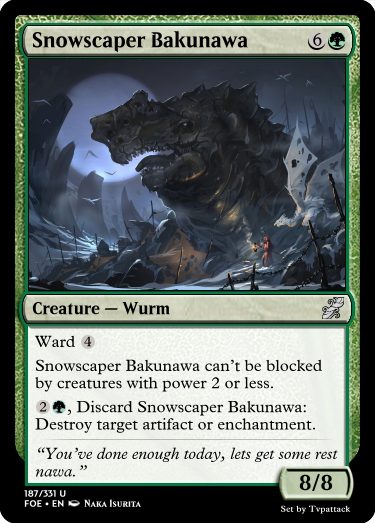 Snowscaper Bakunawa 6
Creature — Wurm
Ward 4
Snowscaper Bakunawa can't be blocked
by creatures with power 2 or less.
2, Discard Snowscaper Bakunawa:
Destroy target artifact or enchantment.
"You've done enough today, lets get some rest
nawa."
8/8
187/331 U
FOE • EN Naka Isurita
Set by Tvpattack